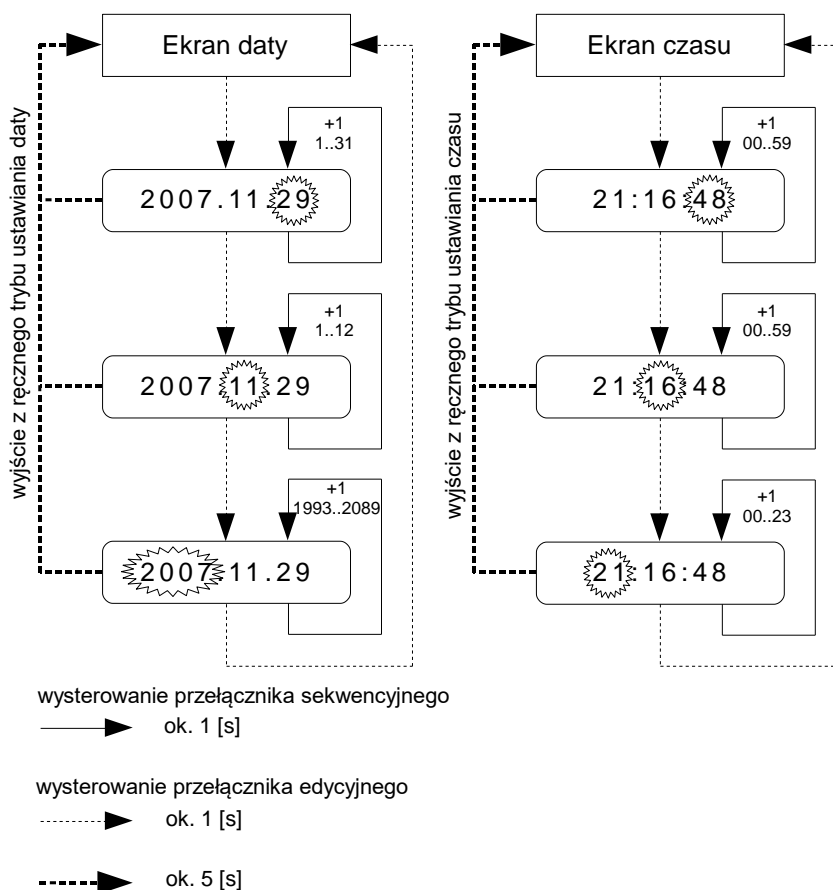 Ekran daty
wyjście z ręcznego trybu ustawiania daty
+1
1..31
2007.11.29
+1
1..12
2007.11.29
+1
1993..2089
2007.11.29
Ekran czasu
wyjście z ręcznego trybu ustawiania czasu
+1
00..59
21:16:48
+1
00..59
21:16:48
+1
00..23
21:16:48
wysterowanie przełącznika sekwencyjnego
ok. 1 [s]
wysterowanie przełącznika edycyjnego
ok. 1 [s]
ok. 5 [s]